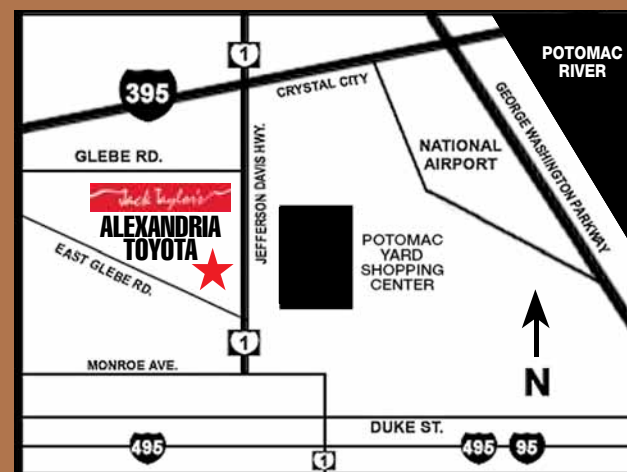 1
POTOMAC
RIVER
395
CRYSTAL CITY
GEORGE WASHINGTON PARKWAY
GLEBE RD.
JEFFERSON DAVIS HWY.
NATIONAL
AIRPORT
Jack Taylor's
ALEXANDRIA
TOYOTA
EAST GLEBE RD.
POTOMAC
YARD
SHOPPING
CENTER
1
MONROE AVE.
N
DUKE ST.
495
1
495
95